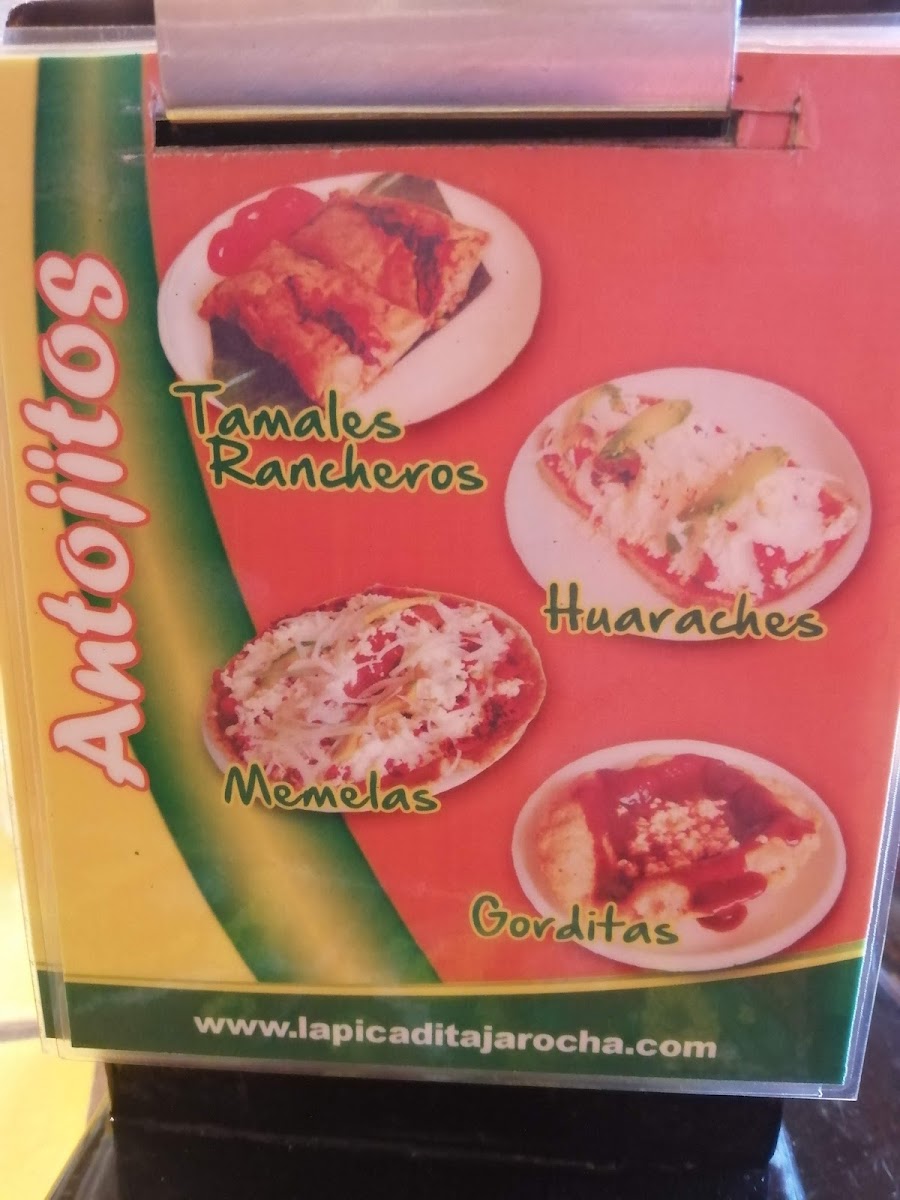 Antojitos
Tamales
Rancheros
Huaraches
Memelas
Gorditas
www.lapicaditajarocha.com